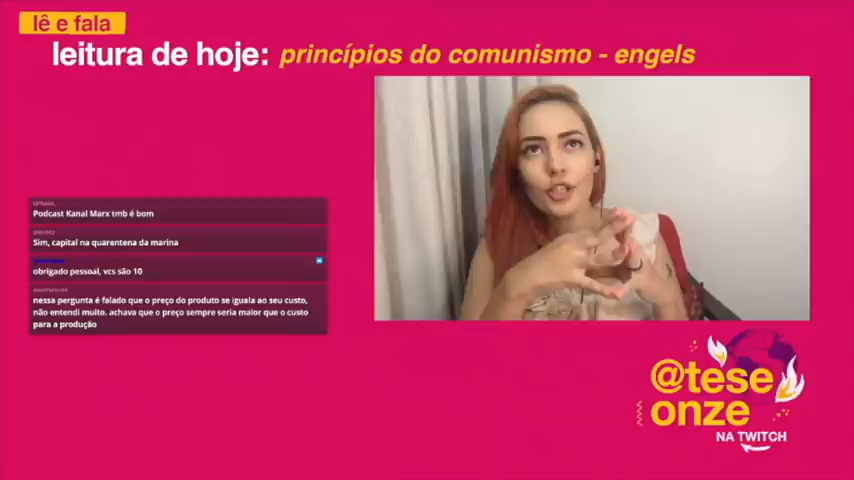 lê e fala
leitura de hoje: princípios do comunismo - engels
Podcast Kanal Marx tmb é bom
Sim, capital na quarentena da marina
obrigado pessoal, vcs são 10
nessa pergunta é falado que o preço do produto se iguala ao seu custo,
não entendi muito. achava que o preço sempre seria maior que o custo
para a produção
@tese
onze
NA TWITCH